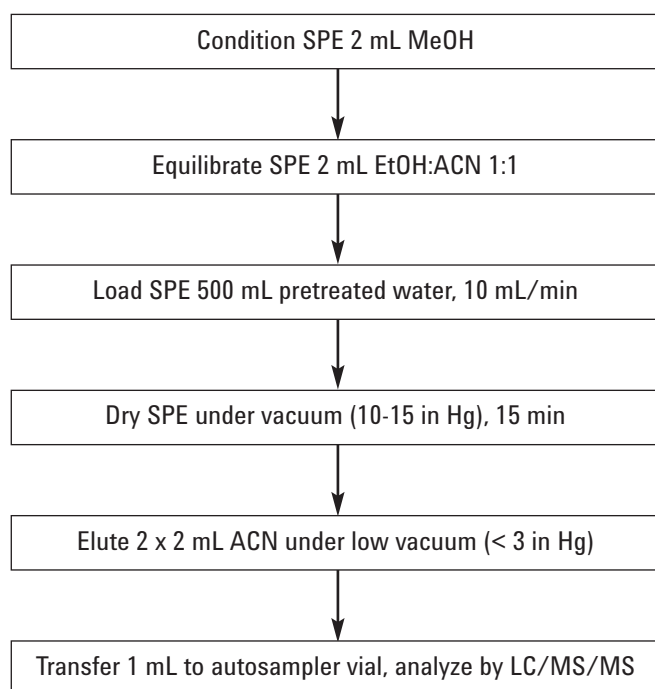 Condition SPE 2 mL MeOH
Equilibrate SPE 2 mL EtOH:ACN 1:1
Load SPE 500 mL pretreated water, 10 mL/min
Dry SPE under vacuum (10-15 in Hg), 15 min
Elute 2 x 2 mL ACN under low vacuum (< 3 in Hg)
Transfer 1 mL to autosampler vial, analyze by LC/MS/MS